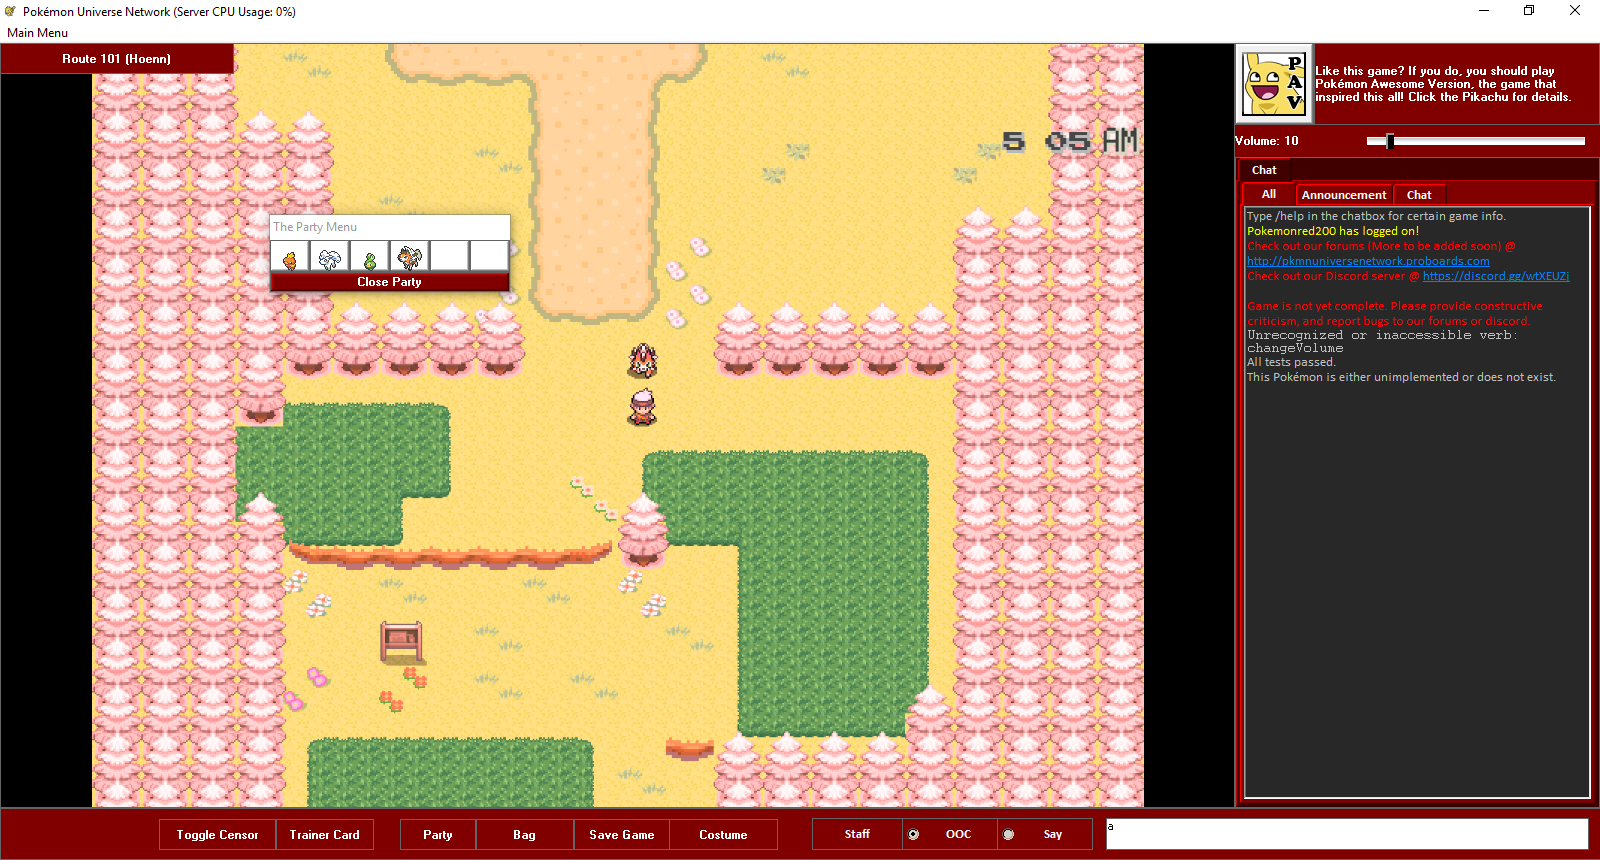 Pokémon Universe Network (Server CPU Usage: 0%)
Main Menu
Route 101 (Hoenn)
5 05 AM
The Party Menu
Close Party
PAV
Like this game? If you do, you should play
Pokémon Awesome Version, the game that
inspired this all! Click the Pikachu for details.
Volume: 10
Chat
All Announcement Chat
Type /help in the chatbox for certain game info.
Pokemonred200 has logged on!
Check out our forums (More to be added soon) @
http://pkmnuniversenetwork.proboards.com
Check out our Discord server @ https://discord.gg/wtXEUZj
Game is not yet complete. Please provide constructive
criticism, and report bugs to our forums or discord.
Unrecognized or inaccessible verb:
changeVolume
All tests passed.
This Pokémon is either unimplemented or does not exist.
Toggle Censor Trainer Card Party Bag Save Game Costume Staff OOC Say
a